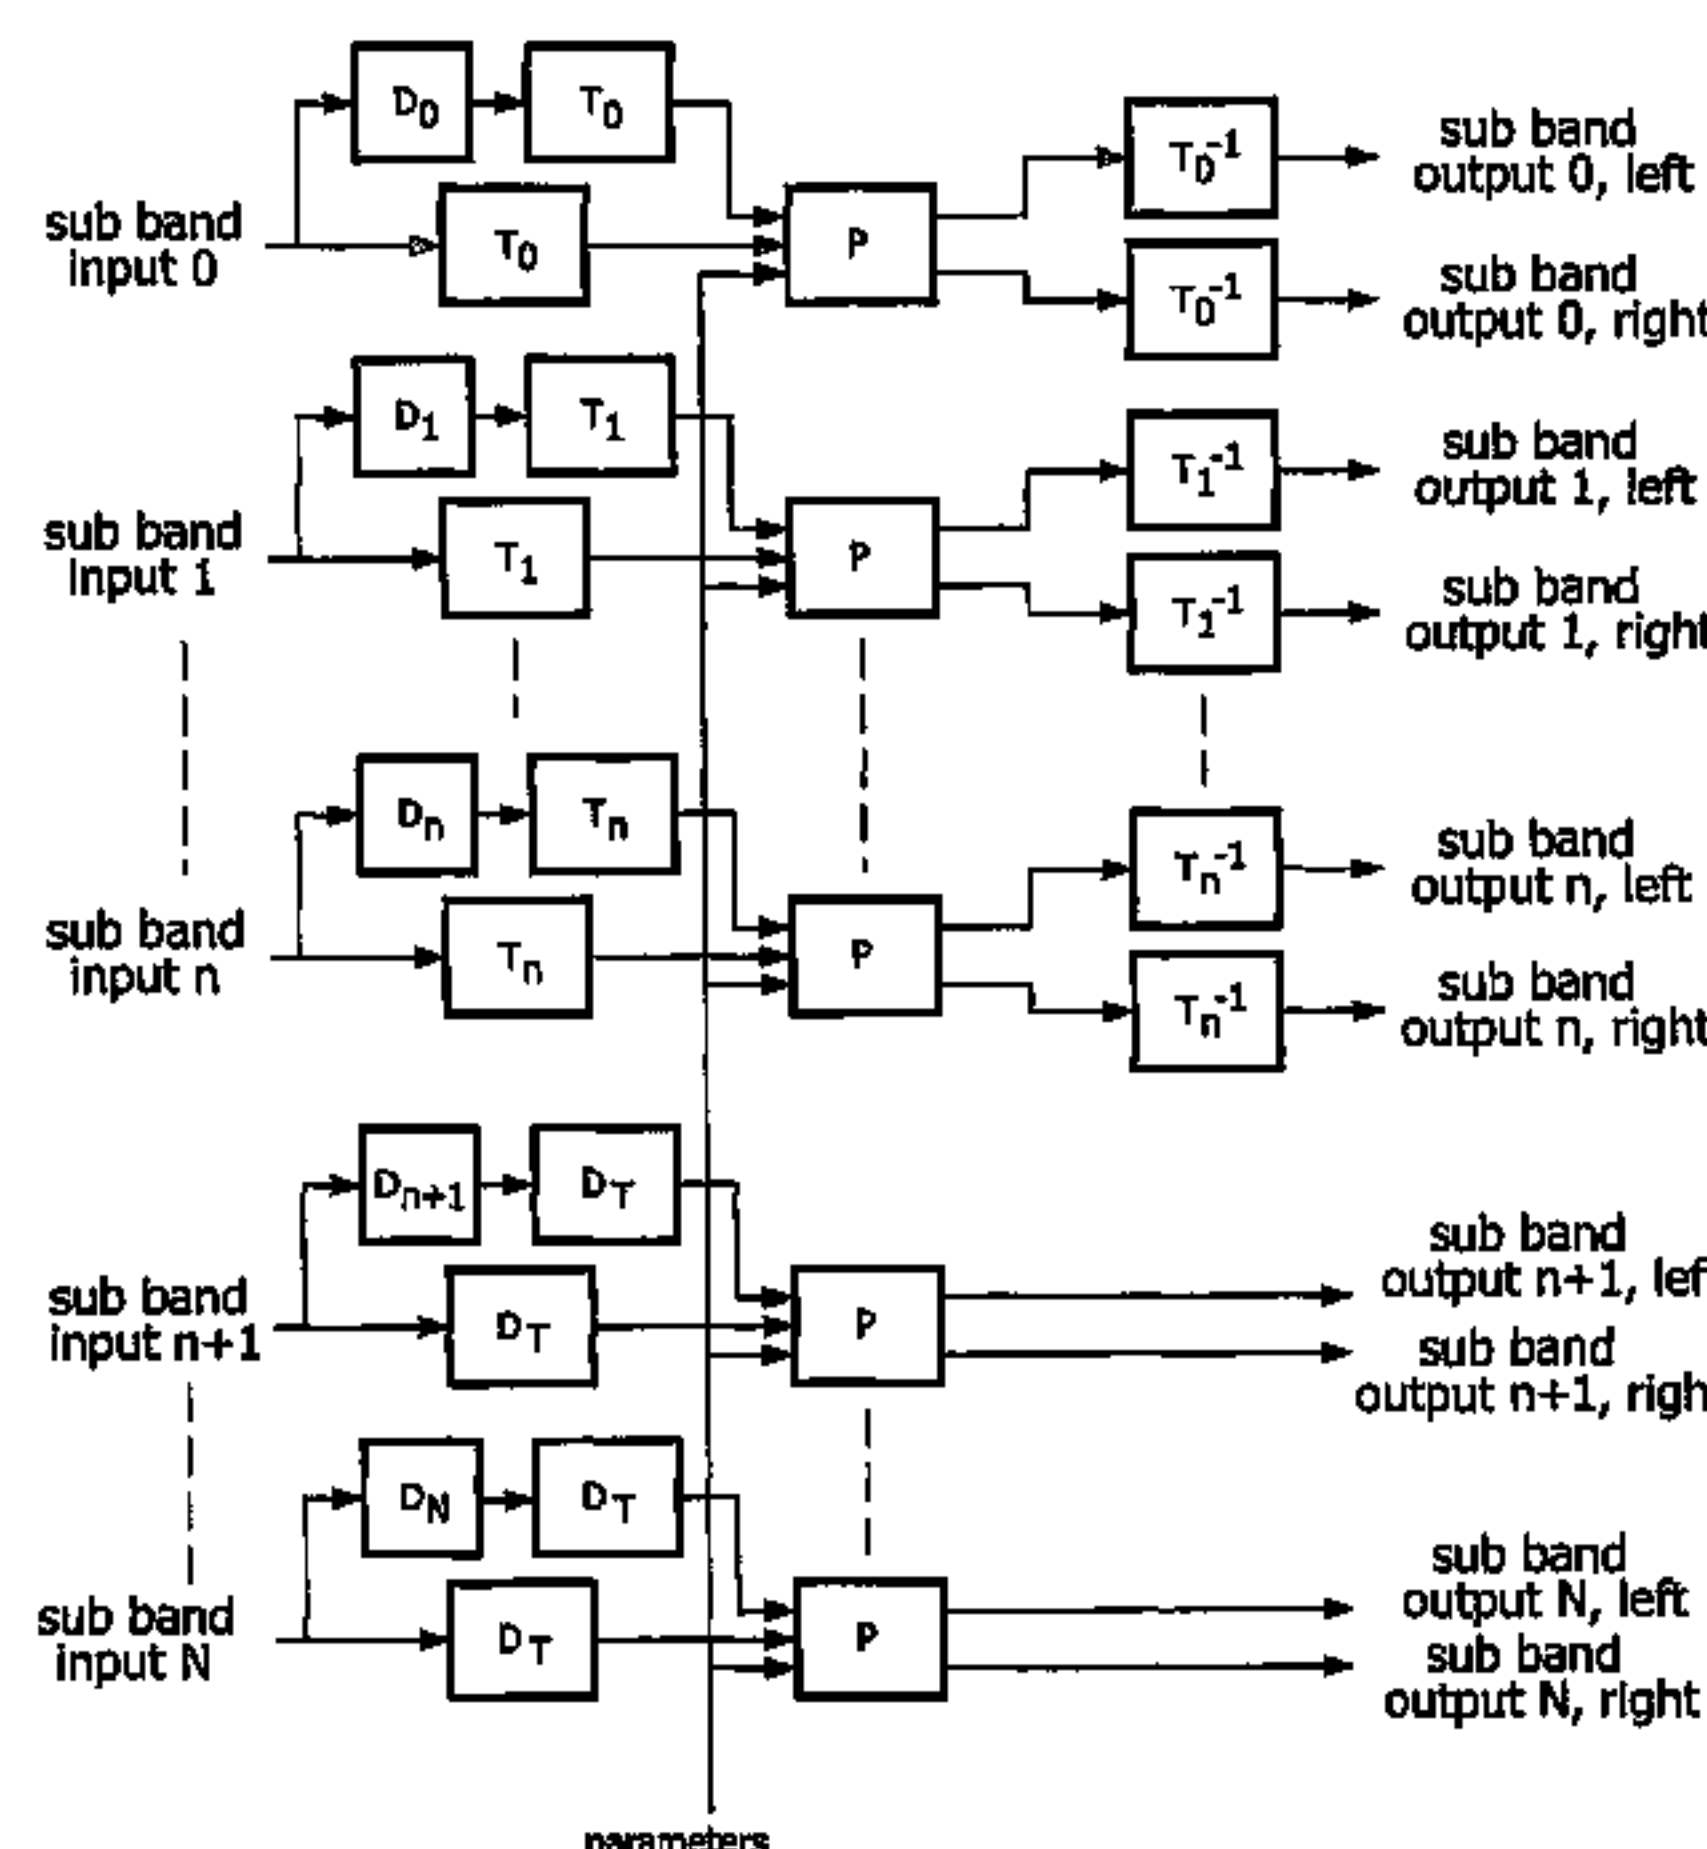 D0
T0
sub band
input 0
T0
P
T0-1
sub band
output 0, left
T0-1
sub band
output 0, right
D1
T1
sub band
input 1
T1
P
T1-1
sub band
output 1, left
T1-1
sub band
output 1, right
Dn
Tn
sub band
input n
Tn
P
Tn-1
sub band
output n, left
Tn-1
sub band
output n, right
Dn+1
DT
sub band
input n+1
DT
P
sub band
output n+1, lef
sub band
output n+1, righ
DN
DT
sub band
input N
DT
P
sub band
output N, left
sub band
output N, right
parameters